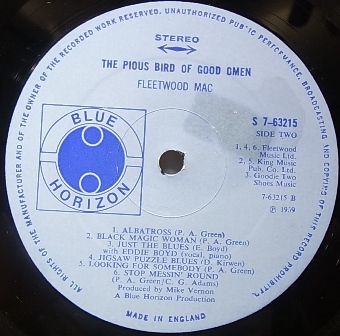 ALL RIGHTS OF THE MANUFACTURER AND OF THE OWNER OF THE RECORDED WORK RESERVED. UNAUTHORIZED PUBLIC PERFORMANCE, BROADCASTING AND COPYING OF THIS RECORD PROHIBITED
STEREO
THE PIOUS BIRD OF GOOD OMEN
FLEETWOOD MAC
BLUE
HORIZON
S 7-63215
SIDE TWO
1, 4, 6. Fleetwood
Music Ltd.
2, 5, King Music
Pub. Co. Ltd.
3. Goodie Two
Shoes Music
7-63215 B
℗ 1969
1. ALBATROSS (P. A. Green)
2. BLACK MAGIC WOMAN (P. A. Green)
3. JUST THE BLUES (E. Boyd)
with EDDIE BOYD (vocal, piano)
4. JIGSAW PUZZLE BLUES (D. Kirwen)
5. LOOKING FOR SOMEBODY (P. A. Green)
6. STOP MESSIN' ROUND
(P. A. Green/C. G. Adams)
Produced by Mike Vernon
A Blue Horizon Production
MADE IN ENGLAND